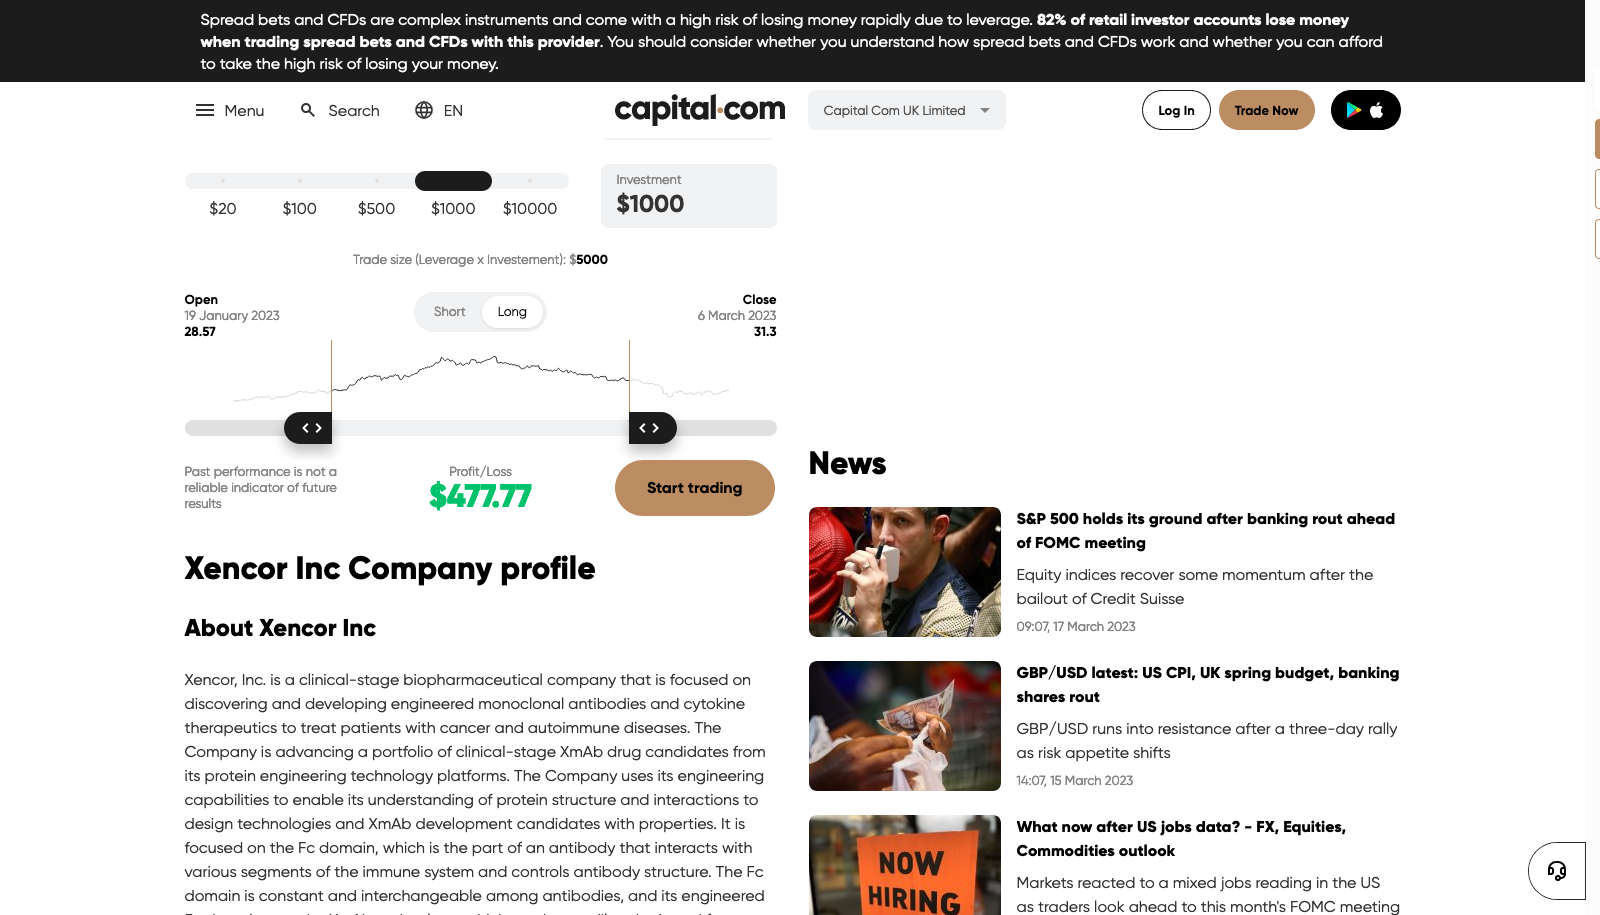 Spread bets and CFDs are complex instruments and come with a high risk of losing money rapidly due to leverage. 82% of retail investor accounts lose money
when trading spread bets and CFDs with this provider. You should consider whether you understand how spread bets and CFDs work and whether you can afford
to take the high risk of losing your money.
Menu
Search
EN
capital.com
Capital Com UK Limited
Log In
Trade Now
$20
$100
$500
$1000
$10000
Investment
$1000
Trade size (Leverage x Investement): $5000
Open
19 January 2023
28.57
Short
Long
Close
6 March 2023
31.3
Past performance is not a
reliable indicator of future
results
Profit/Loss
$477.77
Start trading
Xencor Inc Company profile
About Xencor Inc
Xencor, Inc. is a clinical-stage biopharmaceutical company that is focused on
discovering and developing engineered monoclonal antibodies and cytokine
therapeutics to treat patients with cancer and autoimmune diseases. The
Company is advancing a portfolio of clinical-stage XmAb drug candidates from
its protein engineering technology platforms. The Company uses its engineering
capabilities to enable its understanding of protein structure and interactions to
design technologies and XmAb development candidates with properties. It is
focused on the Fc domain, which is the part of an antibody that interacts with
various segments of the immune system and controls antibody structure. The Fc
domain is constant and interchangeable among antibodies, and its engineered
News
S&P 500 holds its ground after banking rout ahead
of FOMC meeting
Equity indices recover some momentum after the
bailout of Credit Suisse
09:07, 17 March 2023
GBP/USD latest: US CPI, UK spring budget, banking
shares rout
GBP/USD runs into resistance after a three-day rally
as risk appetite shifts
14:07, 15 March 2023
NOW
HIRING
What now after US jobs data? - FX, Equities,
Commodities outlook
Markets reacted to a mixed jobs reading in the US
as traders look ahead to this month's FOMC meeting